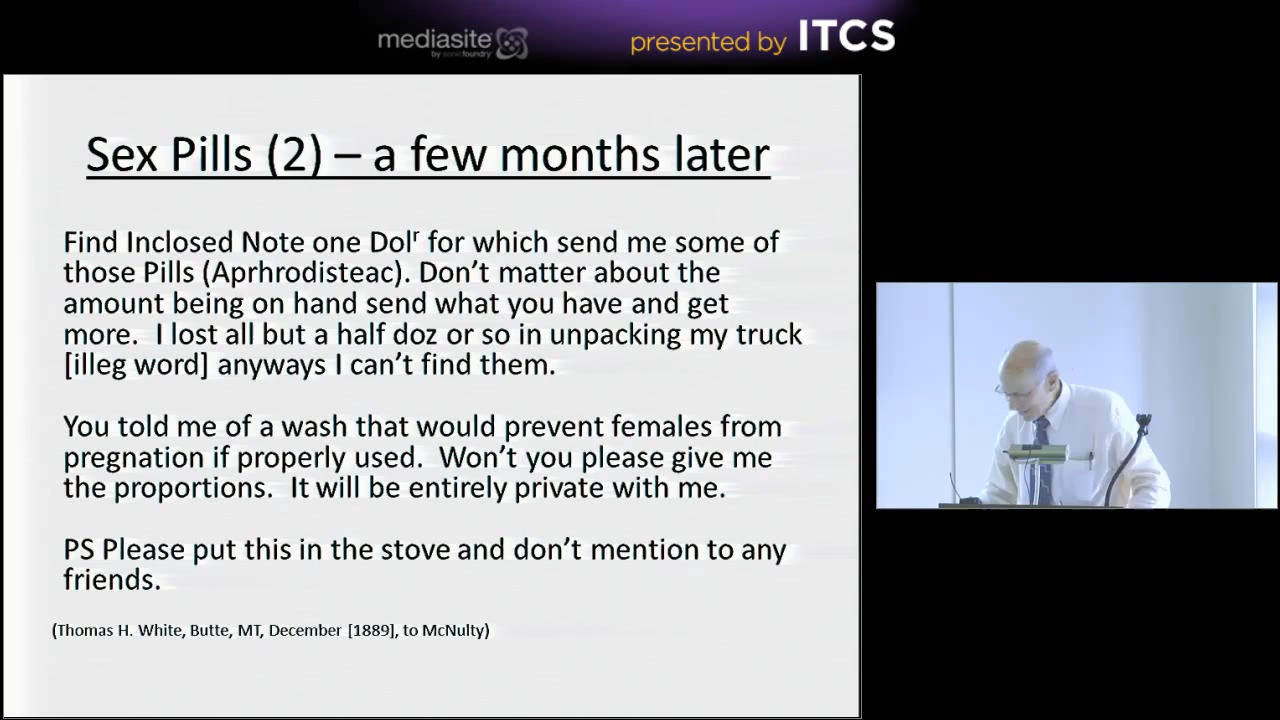 mediasite
by sonicfoundry
presented by ITCS
Sex Pills (2) – a few months later
Find Inclosed Note one Dolʳ for which send me some of
those Pills (Aprhrodisteac). Don’t matter about the
amount being on hand send what you have and get
more.  I lost all but a half doz or so in unpacking my truck
[illeg word] anyways I can’t find them.
You told me of a wash that would prevent females from
pregnation if properly used.  Won’t you please give me
the proportions.  It will be entirely private with me.
PS Please put this in the stove and don’t mention to any
friends.
(Thomas H. White, Butte, MT, December [1889], to McNulty)